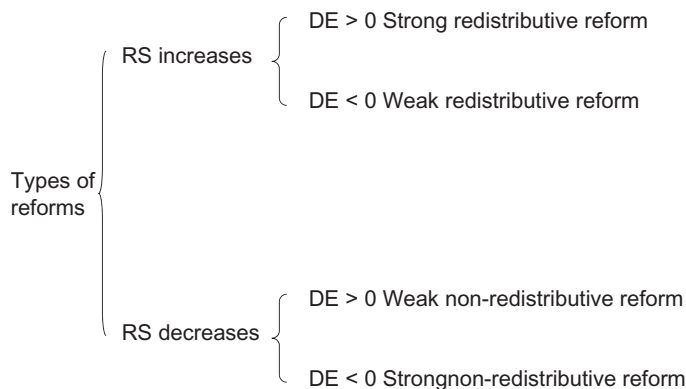 DE > 0 Strong redistributive reform
RS increases
DE < 0 Weak redistributive reform
Types of
reforms
DE > 0 Weak non-redistributive reform
RS decreases
DE < 0 Strongnon-redistributive reform